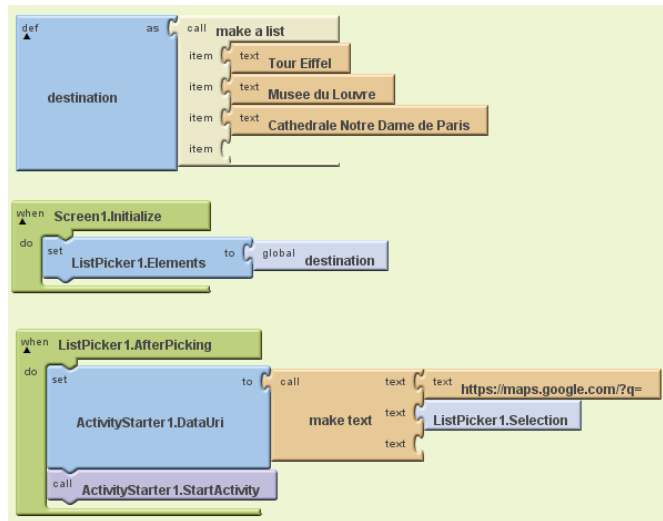 def as call make a list
item text Tour Eiffel
item text Musee du Louvre
destination
item text Cathedrale Notre Dame de Paris
item
when Screen1.Initialize
do set ListPicker1.Elements to global destination
when ListPicker1.AfterPicking
do set to call text text https://maps.google.com/?q=
ActivityStarter1.DataUri make text text ListPicker1.Selection
text
call ActivityStarter1.StartActivity